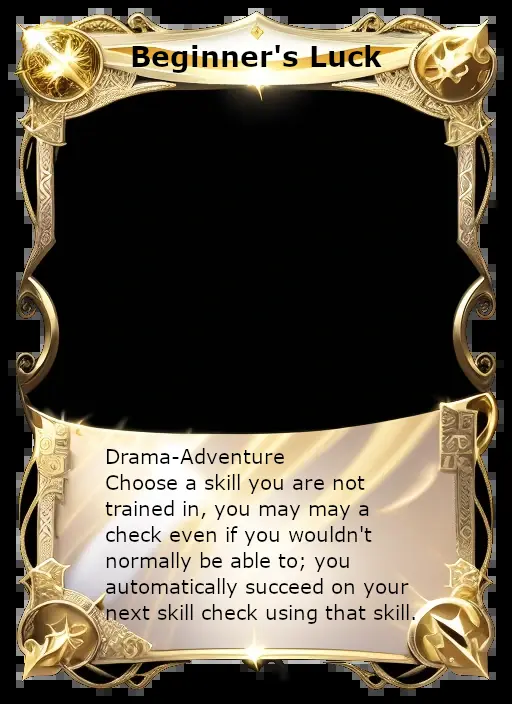 Beginner's Luck
Drama-Adventure
Choose a skill you are not
trained in, you may may a
check even if you wouldn't
normally be able to; you
automatically succeed on your
next skill check using that skill.